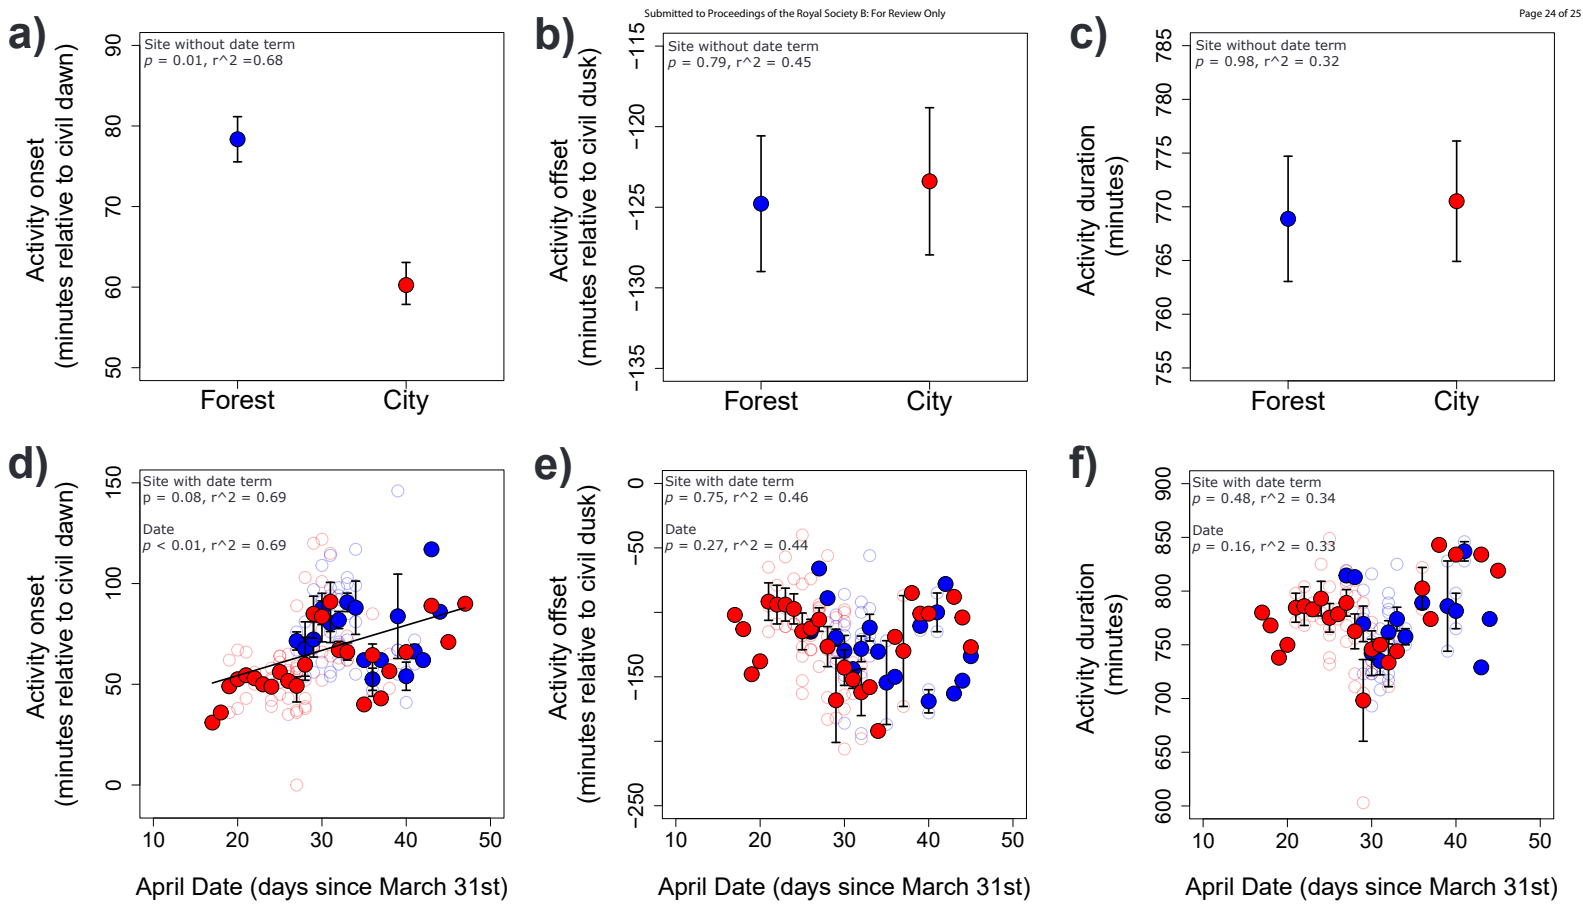 Submitted to Proceedings of the Royal Society B: For Review Only
Page 24 of 25
a)
Activity onset
(minutes relative to civil dawn)
90
80
70
60
50
Site without date term
p = 0.01, r^2 =0.68
Forest
City
b)
Activity offset
(minutes relative to civil dusk)
−115
−120
−125
−130
−135
Site without date term
p = 0.79, r^2 = 0.45
Forest
City
c)
Activity duration
(minutes)
785
780
775
770
765
760
755
Site without date term
p = 0.98, r^2 = 0.32
Forest
City
d)
Activity onset
(minutes relative to civil dawn)
150
100
50
0
Site with date term
p = 0.08, r^2 = 0.69
Date
p < 0.01, r^2 = 0.69
10
20
30
40
50
April Date (days since March 31st)
e)
Activity offset
(minutes relative to civil dusk)
0
−50
−150
−250
Site with date term
p = 0.75, r^2 = 0.46
Date
p = 0.27, r^2 = 0.44
10
20
30
40
50
April Date (days since March 31st)
f)
Activity duration
(minutes)
900
850
800
750
700
650
600
Site with date term
p = 0.48, r^2 = 0.34
Date
p = 0.16, r^2 = 0.33
10
20
30
40
50
April Date (days since March 31st)